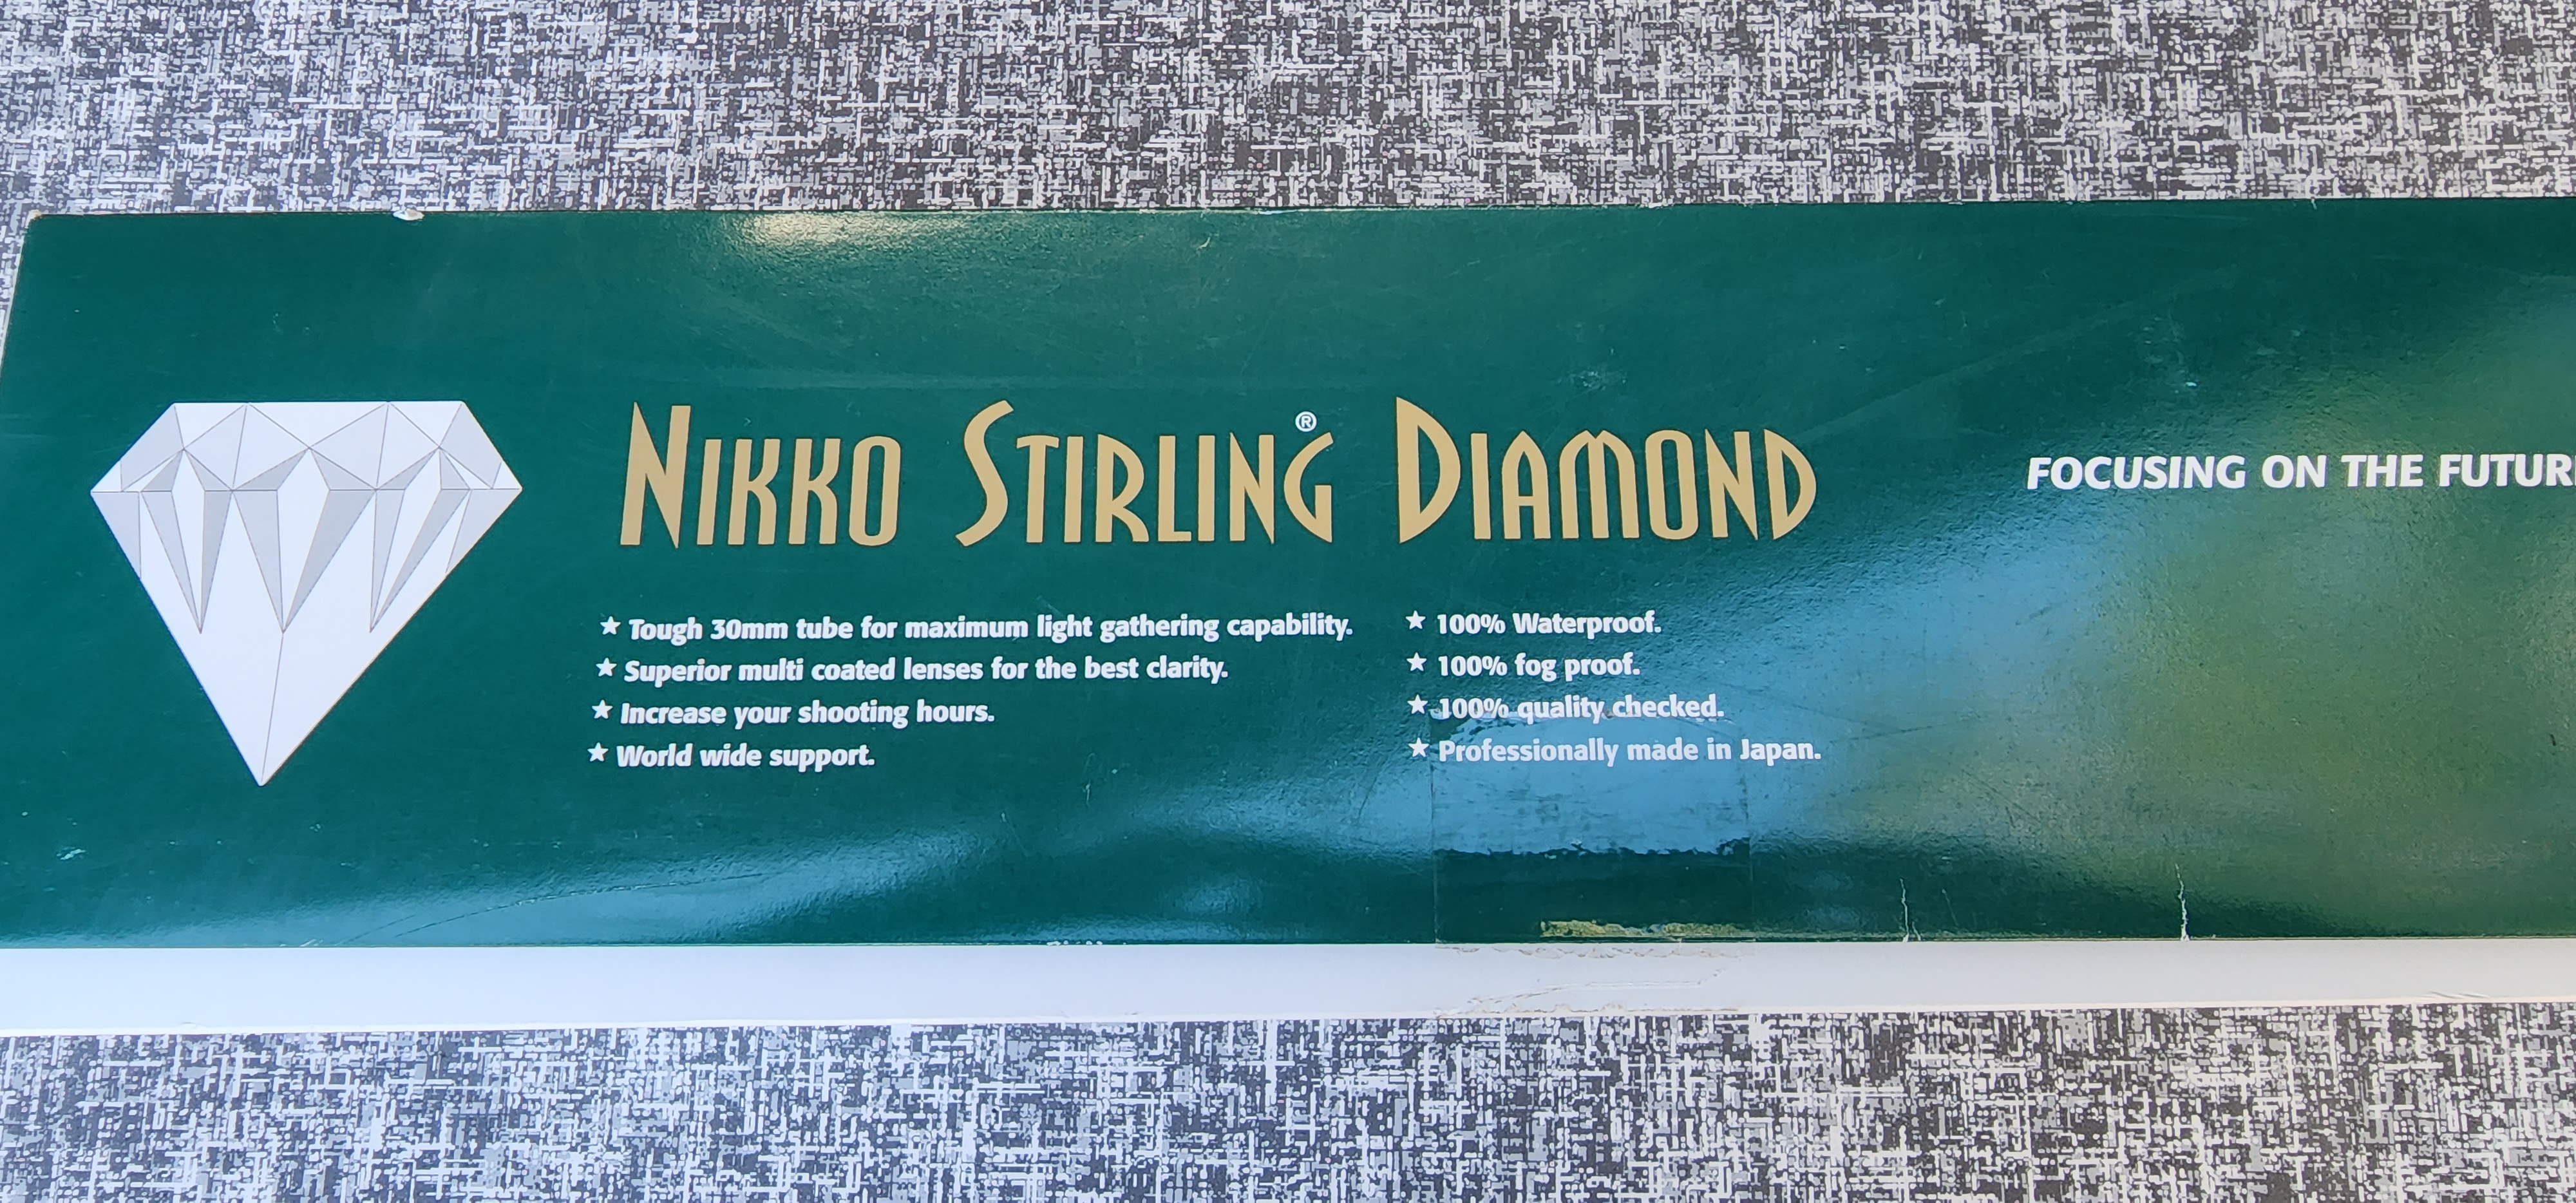 NIKKO STIRLING® DIAMOND
FOCUSING ON THE FUTUR
★ Tough 30mm tube for maximum light gathering capability.
★ Superior multi coated lenses for the best clarity.
★ Increase your shooting hours.
★ World wide support.
★ 100% Waterproof.
★ 100% fog proof.
★ 100% quality checked.
★ Professionally made in Japan.